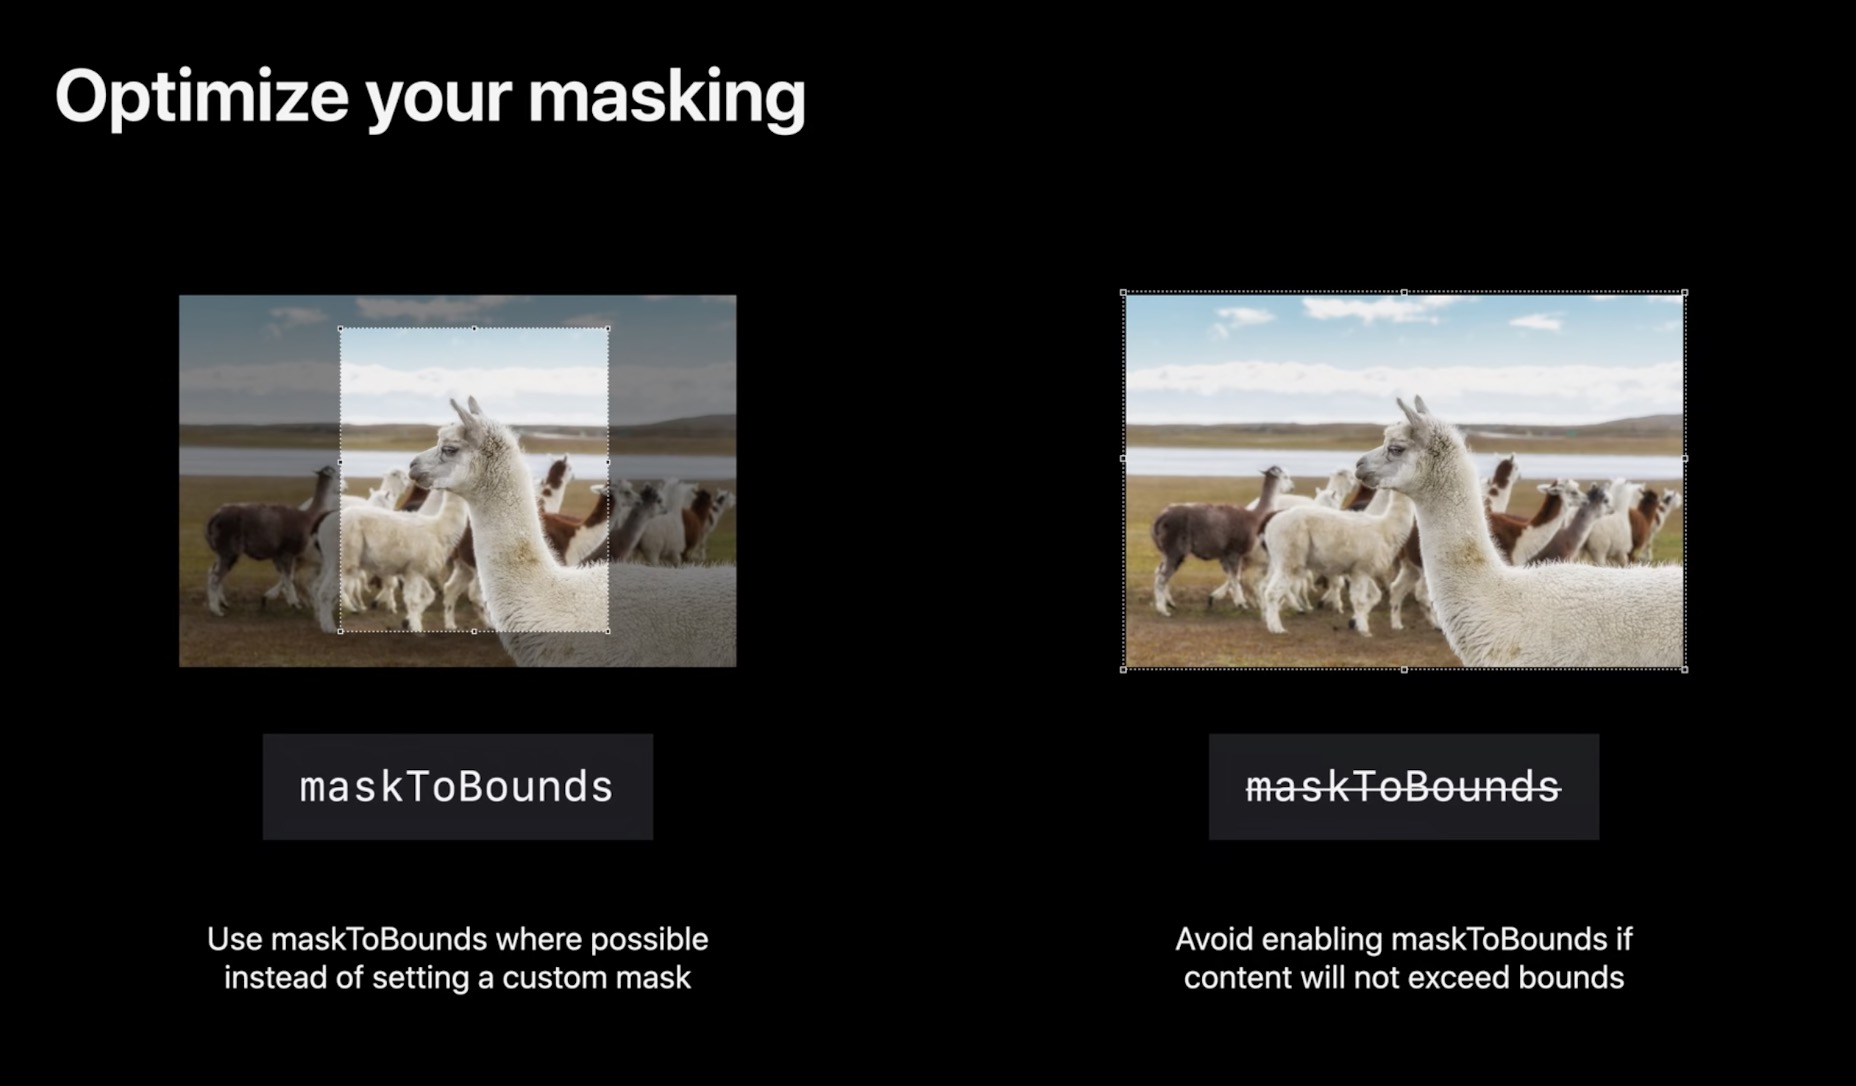 Optimize your masking
maskToBounds
Use maskToBounds where possible
instead of setting a custom mask
maskToBounds
Avoid enabling maskToBounds if
content will not exceed bounds